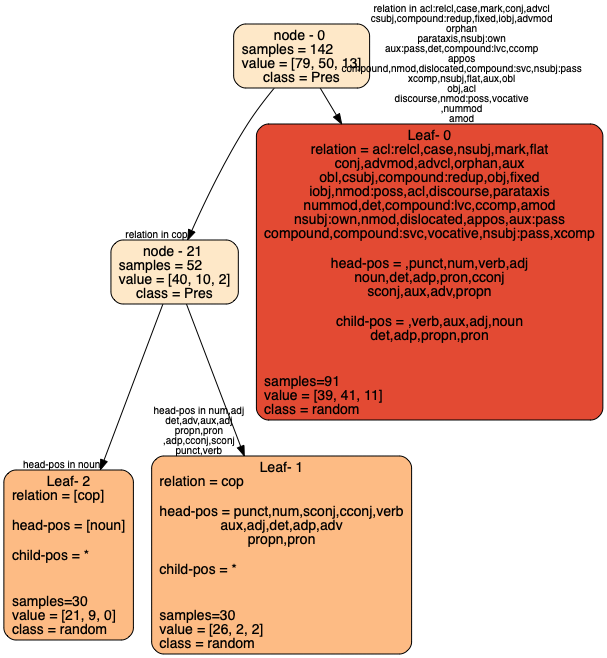 relation in acl:relcl,case,mark,conj,advcl
csubj,compound:redup,fixed,iobj,advmod
orphan
parataxis,nsubj:own
aux:pass,det,compound:lvc,ccomp
appos
compound,nmod,dislocated,compound:svc,nsubj:pass
xcomp,nsubj,flat,aux,obl
obj,acl
discourse,nmod:poss,vocative
,nummod
amod
node - 0
samples = 142
value = [79, 50, 13]
class = Pres
Leaf- 0
relation = acl:relcl,case,nsubj,mark,flat
conj,advmod,advcl,orphan,aux
obl,csubj,compound:redup,obj,fixed
iobj,nmod:poss,acl,discourse,parataxis
nummod,det,compound:lvc,ccomp,amod
nsubj:own,nmod,dislocated,appos,aux:pass
compound,compound:svc,vocative,nsubj:pass,xcomp
head-pos = ,punct,num,verb,adj
noun,det,adp,pron,cconj
sconj,aux,adv,propn
child-pos = ,verb,aux,adj,noun
det,adp,propn,pron
samples=91
value = [39, 41, 11]
class = random
relation in cop
node - 21
samples = 52
value = [40, 10, 2]
class = Pres
head-pos in noun
Leaf- 2
relation = [cop]
head-pos = [noun]
child-pos = *
samples=30
value = [21, 9, 0]
class = random
head-pos in num,adj
det,adv,aux,adj
propn,pron
,adp,cconj,sconj
punct,verb
Leaf- 1
relation = cop
head-pos = punct,num,sconj,cconj,verb
aux,adj,det,adp,adv
propn,pron
child-pos = *
samples=30
value = [26, 2, 2]
class = random